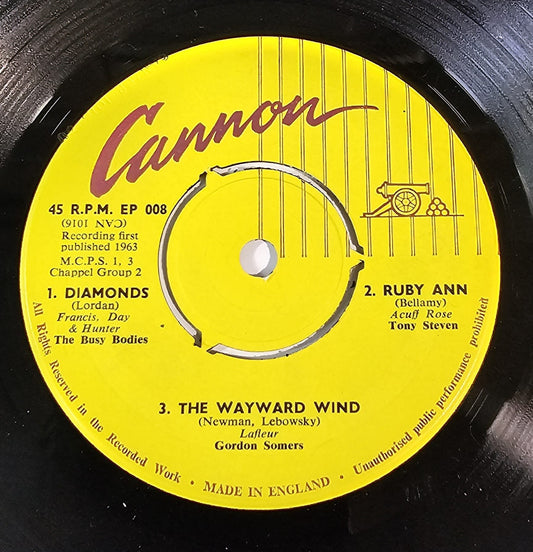 Cannon
45 R.P.M. EP 008
(CAN 1016)
Recording first
published 1963
M.C.P.S. 1, 3
Chappel Group 2
1. DIAMONDS
(Lordan)
Francis, Day
& Hunter
The Busy Bodies
2. RUBY ANN
(Bellamy)
Acuff Rose
Tony Steven
3. THE WAYWARD WIND
(Newman, Lebowsky)
Lafleur
Gordon Somers
All Rights Reserved in the Recorded Work • MADE IN ENGLAND • Unauthorised public performance prohibited